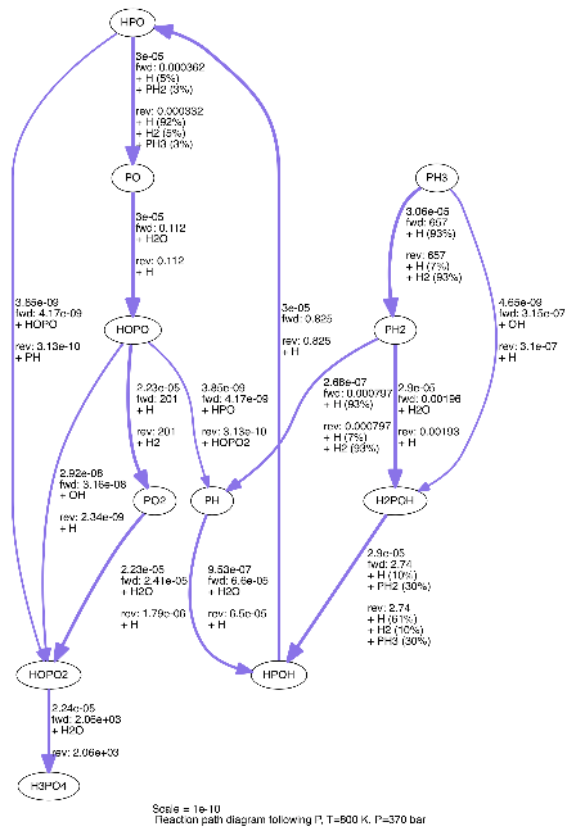 HPO
3e-05
fwd: 0.000362
+ H (5%)
+ PH2 (3%)
rev: 0.000332
+ H (92%)
+ H2 (5%)
+ PH3 (3%)
PO
PH3
3e-05
fwd: 0.112
+ H2O
rev: 0.112
+ H
3.06e-05
fwd: 657
+ H (93%)
rev: 657
+ H (7%)
+ H2 (93%)
3.85e-09
fwd: 4.17e-09
+ HOPO
rev: 3.13e-10
+ PH
3e-05
fwd: 0.825
rev: 0.825
+ H
4.65e-09
fwd: 3.15e-07
+ OH
rev: 3.1e-07
+ H
HOPO
PH2
2.23e-05
fwd: 201
+ H
rev: 201
+ H2
3.85e-09
fwd: 4.17e-09
+ HPO
rev: 3.13e-10
+ HOPO2
2.68e-07
fwd: 0.000797
+ H (93%)
rev: 0.000797
+ H (7%)
+ H2 (93%)
2.9e-05
fwd: 0.00196
+ H2O
rev: 0.00193
+ H
2.92e-08
fwd: 3.16e-08
+ OH
rev: 2.34e-09
+ H
PO2
PH
H2POH
2.23e-05
fwd: 2.41e-05
+ H2O
rev: 1.79e-06
+ H
9.53e-07
fwd: 6.6e-05
+ H2O
rev: 6.5e-05
+ H
2.9e-05
fwd: 2.74
+ H (10%)
+ PH2 (30%)
rev: 2.74
+ H (61%)
+ H2 (10%)
+ PH3 (30%)
HOPO2
HPOH
2.24e-05
fwd: 2.06e+03
+ H2O
rev: 2.06e+03
H3PO4
Scale = 1e-10
Reaction path diagram following P, T=800 K, P=370 bar